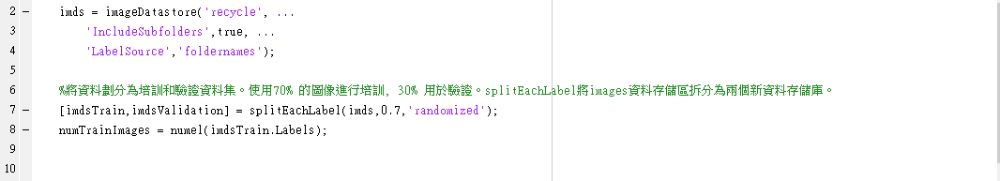 2 – imds = imageDatastore('recycle', ...
3 – 'IncludeSubfolders',true, ...
4 – 'LabelSource','foldernames');
5
6 %將資料劃分為培訓和驗證資料集。使用70% 的圖像進行培訓, 30% 用於驗證。splitEachLabel將images資料存儲區拆分為兩個新資料存儲庫。
7 – [imdsTrain,imdsValidation] = splitEachLabel(imds,0.7,'randomized');
8 – numTrainImages = numel(imdsTrain.Labels);
9
10